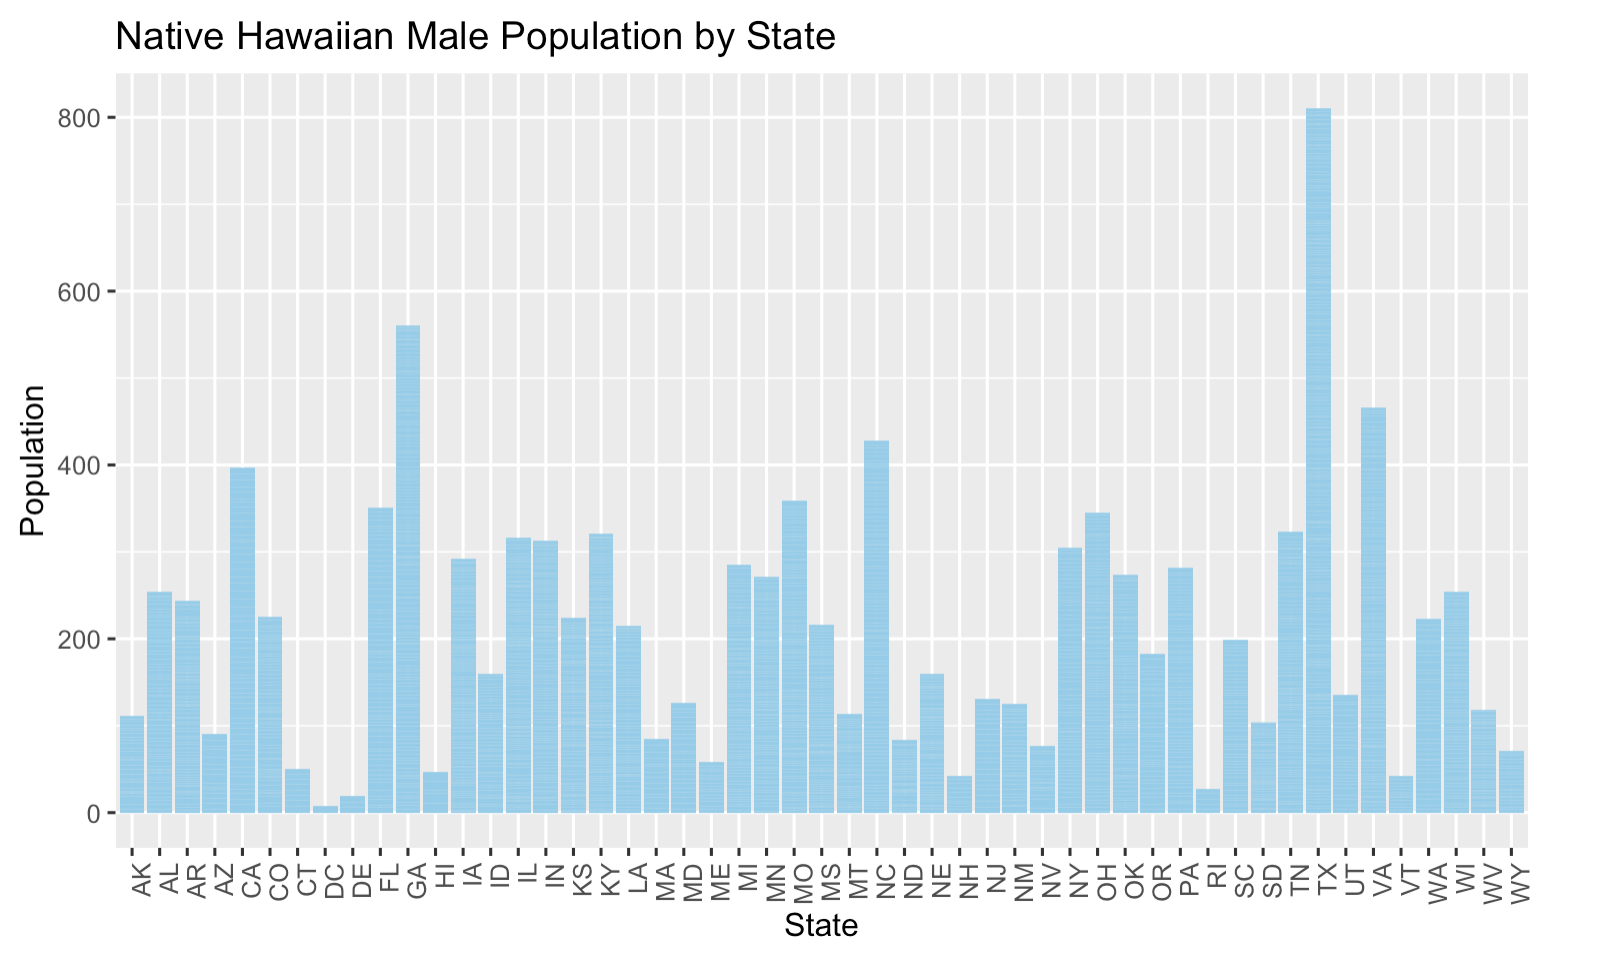 Native Hawaiian Male Population by State
800
600
400
200
0
Population
AK AL AR AZ CA CO CT DC DE FL GA HI IA ID IL IN KS KY LA MA MD ME MI MN MO MS MT NC ND NE NH NJ NM NV NY OH OK OR PA RI SC SD TN TX UT VA VT WA WI WV WY
State